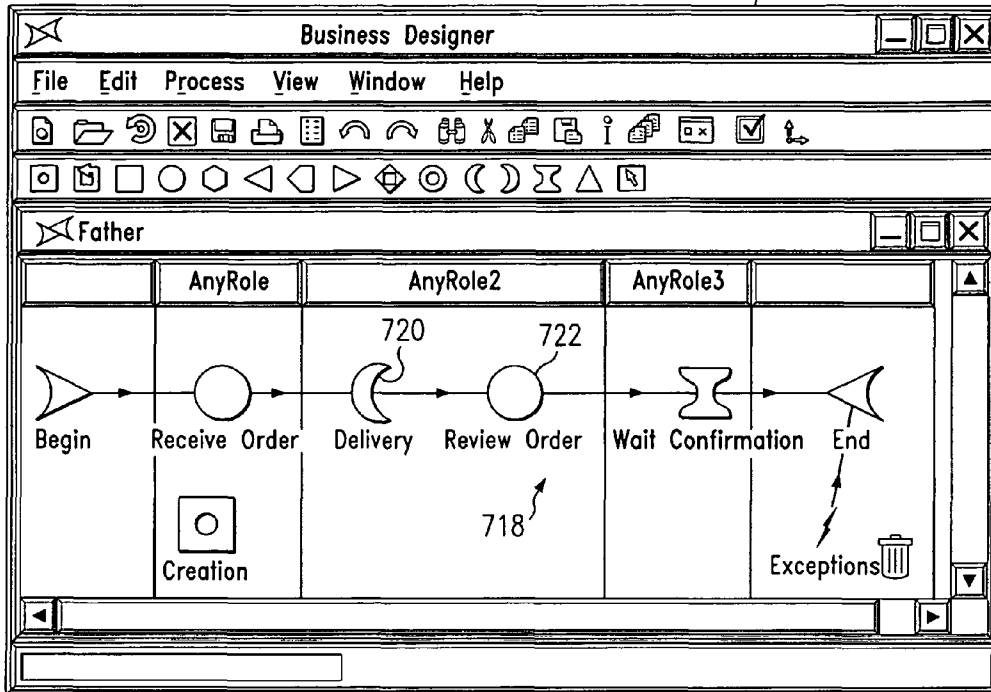 Business Designer
File Edit Process View Window Help
Father
AnyRole AnyRole2 AnyRole3
720 722
Begin Receive Order Delivery Review Order Wait Confirmation End
718
Creation Exceptions